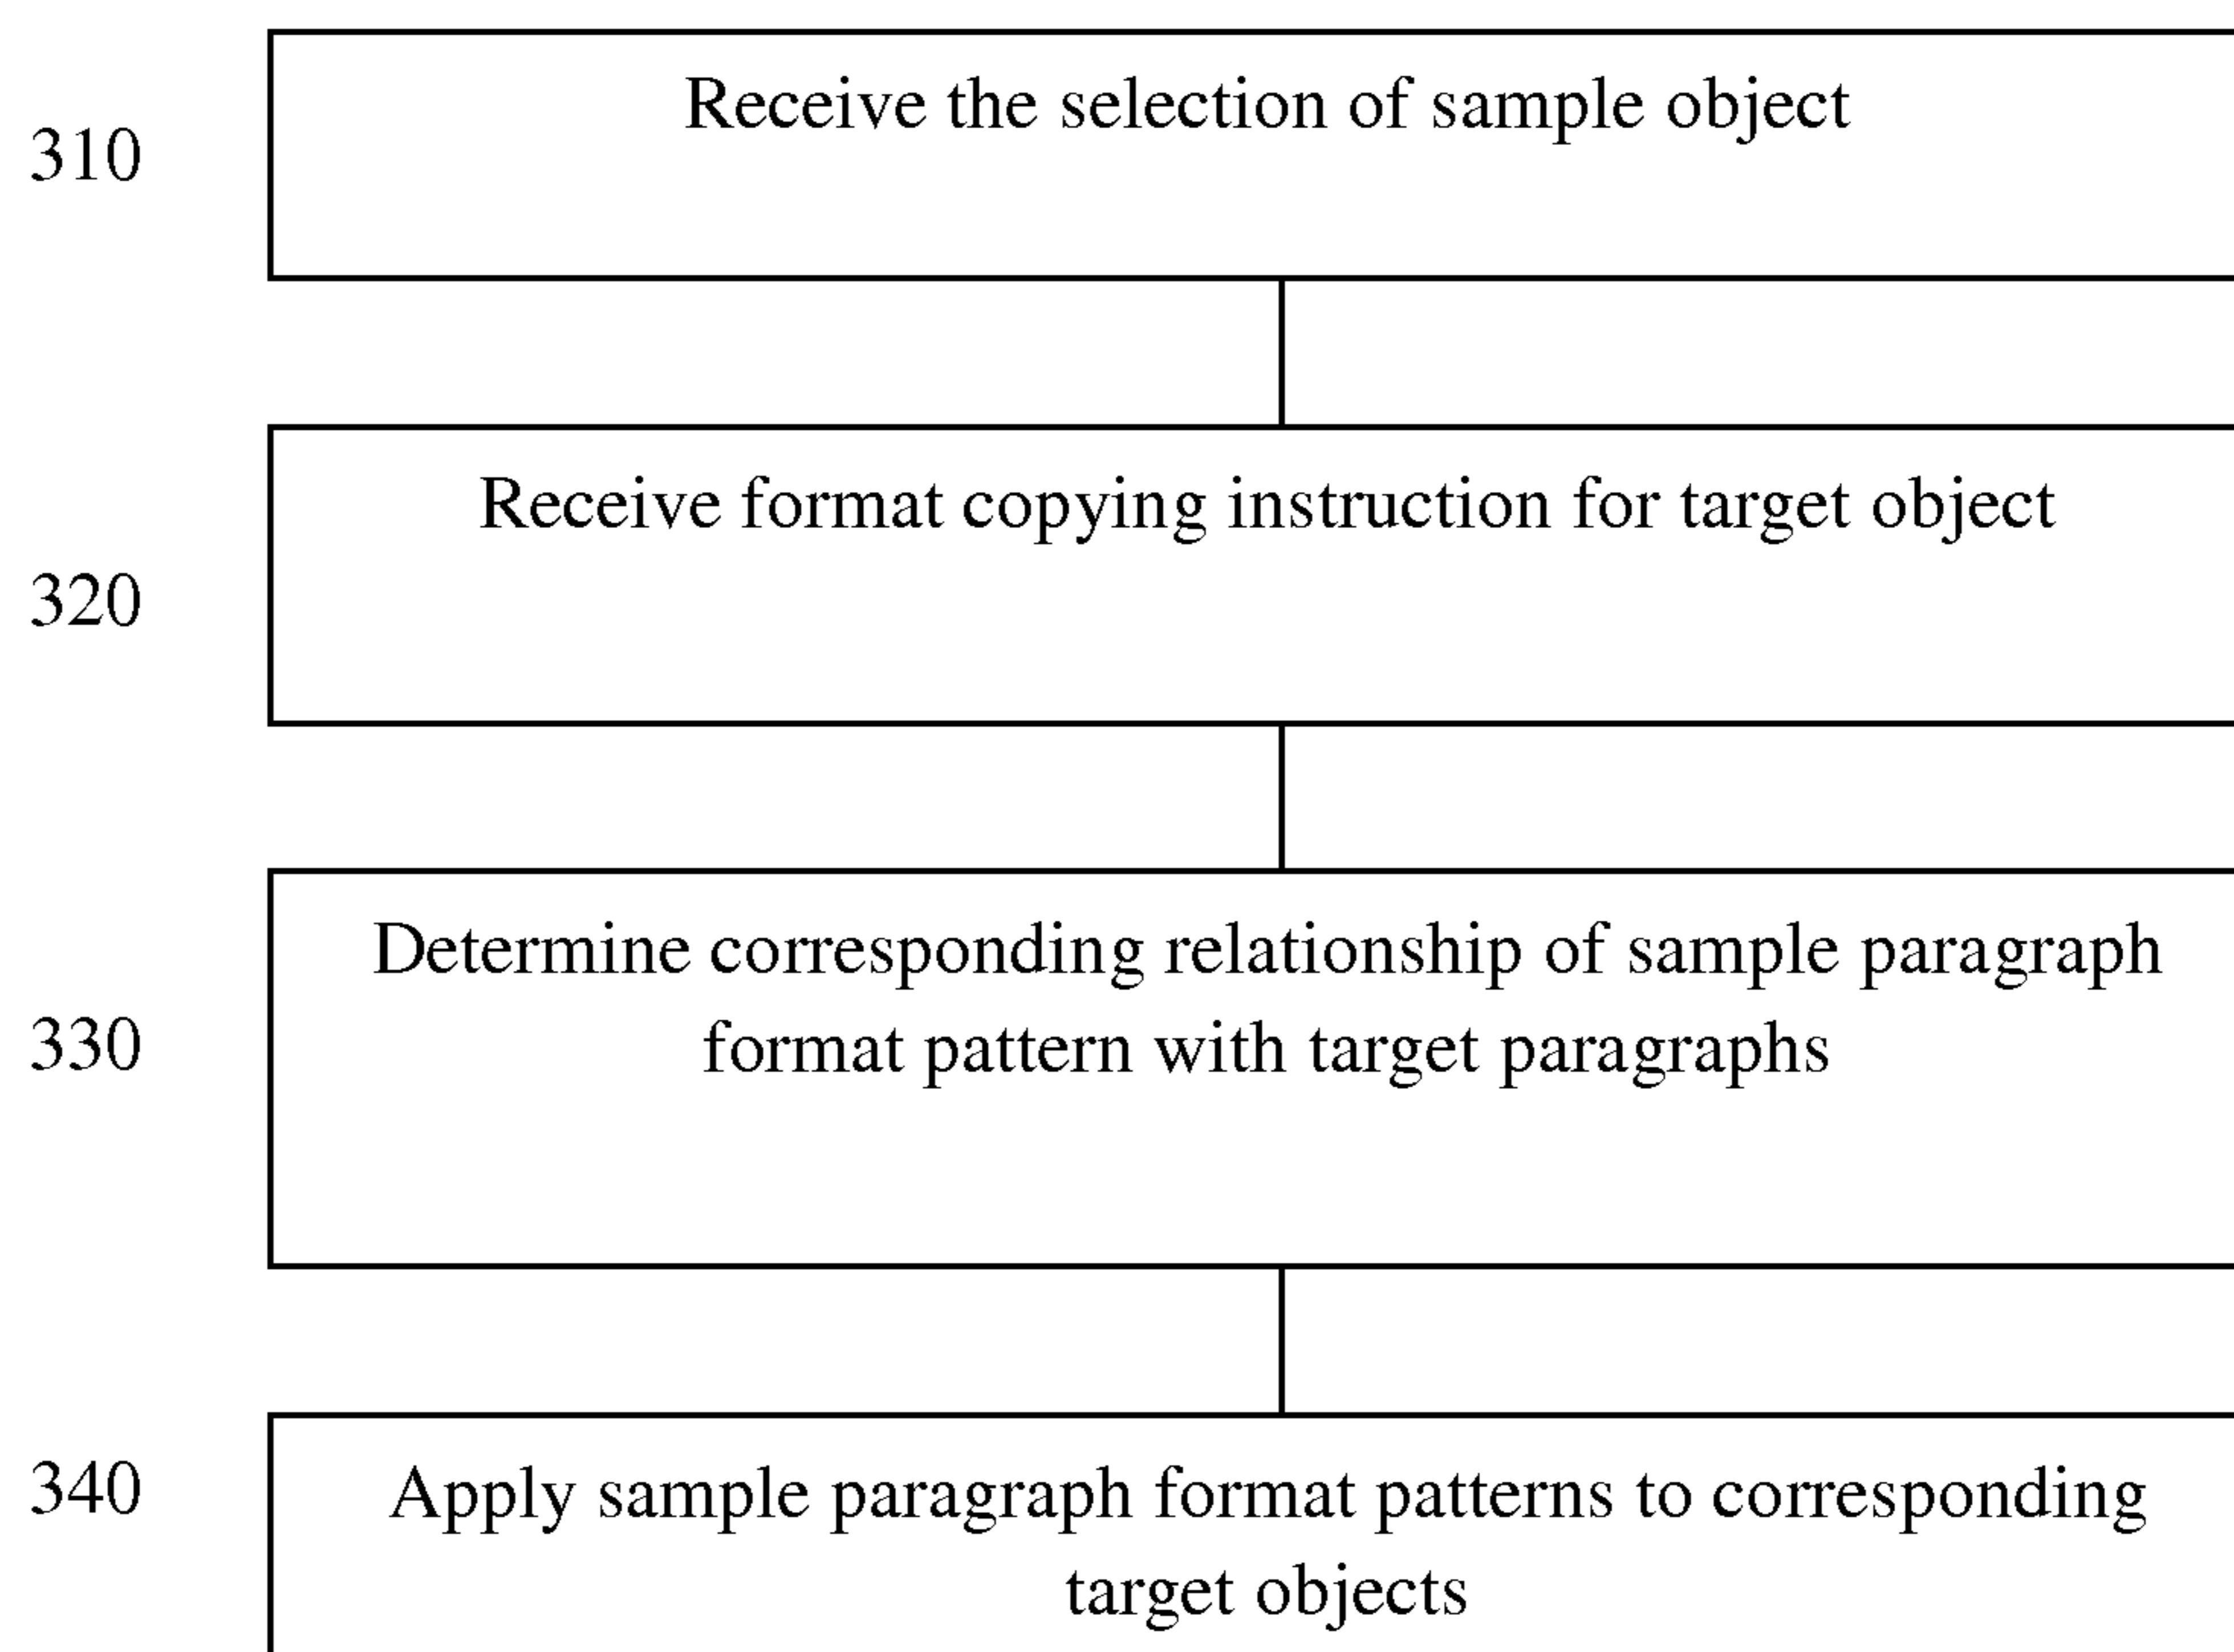 310
Receive the selection of sample object
320
Receive format copying instruction for target object
330
Determine corresponding relationship of sample paragraph
format pattern with target paragraphs
340
Apply sample paragraph format patterns to corresponding
target objects